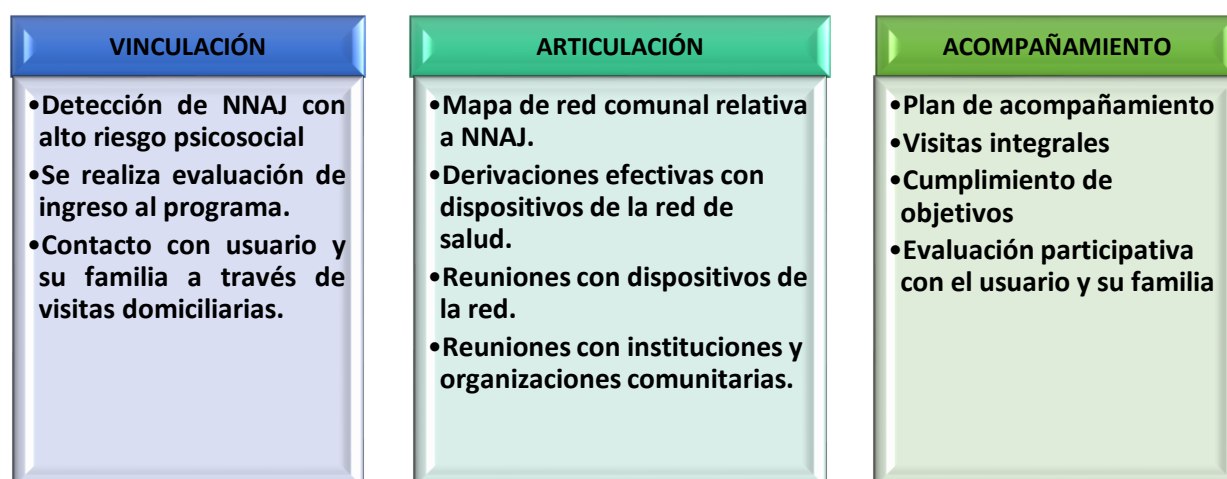 VINCULACIÓN
•Detección de NNAJ con
alto riesgo psicosocial
•Se realiza evaluación de
ingreso al programa.
•Contacto con usuario y
su familia a través de
visitas domiciliarias.
ARTICULACIÓN
•Mapa de red comunal relativa
a NNAJ.
•Derivaciones efectivas con
dispositivos de la red de
salud.
•Reuniones con dispositivos de
la red.
•Reuniones con instituciones y
organizaciones comunitarias.
ACOMPAÑAMIENTO
•Plan de acompañamiento
•Visitas integrales
•Cumplimiento de
objetivos
•Evaluación participativa
con el usuario y su familia